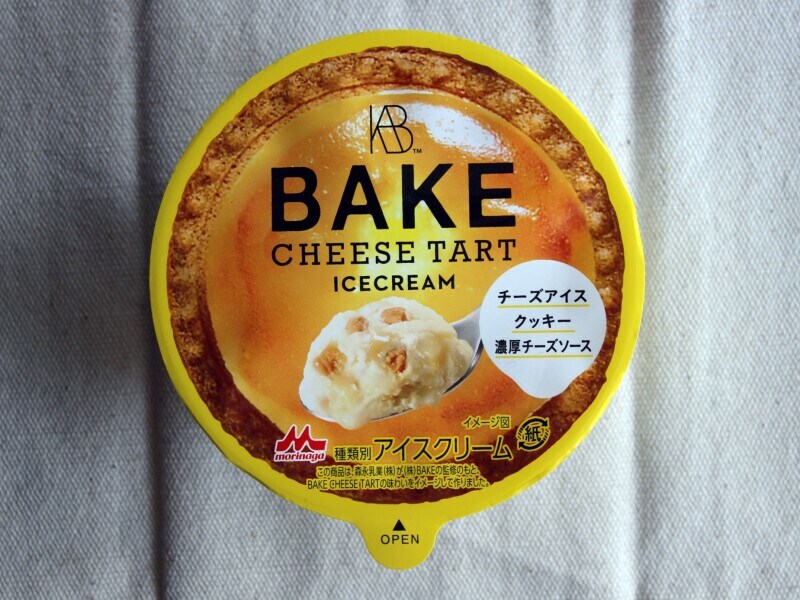 KAB™
BAKE
CHEESE TART
ICECREAM
チーズアイス
クッキー
濃厚チーズソース
イメージ図
紙
morinaga
種類別 アイスクリーム
この商品は、森永乳業(株)が(株)BAKEの監修のもと、
BAKE CHEESE TARTの味わいをイメージして作りました。
▲
OPEN